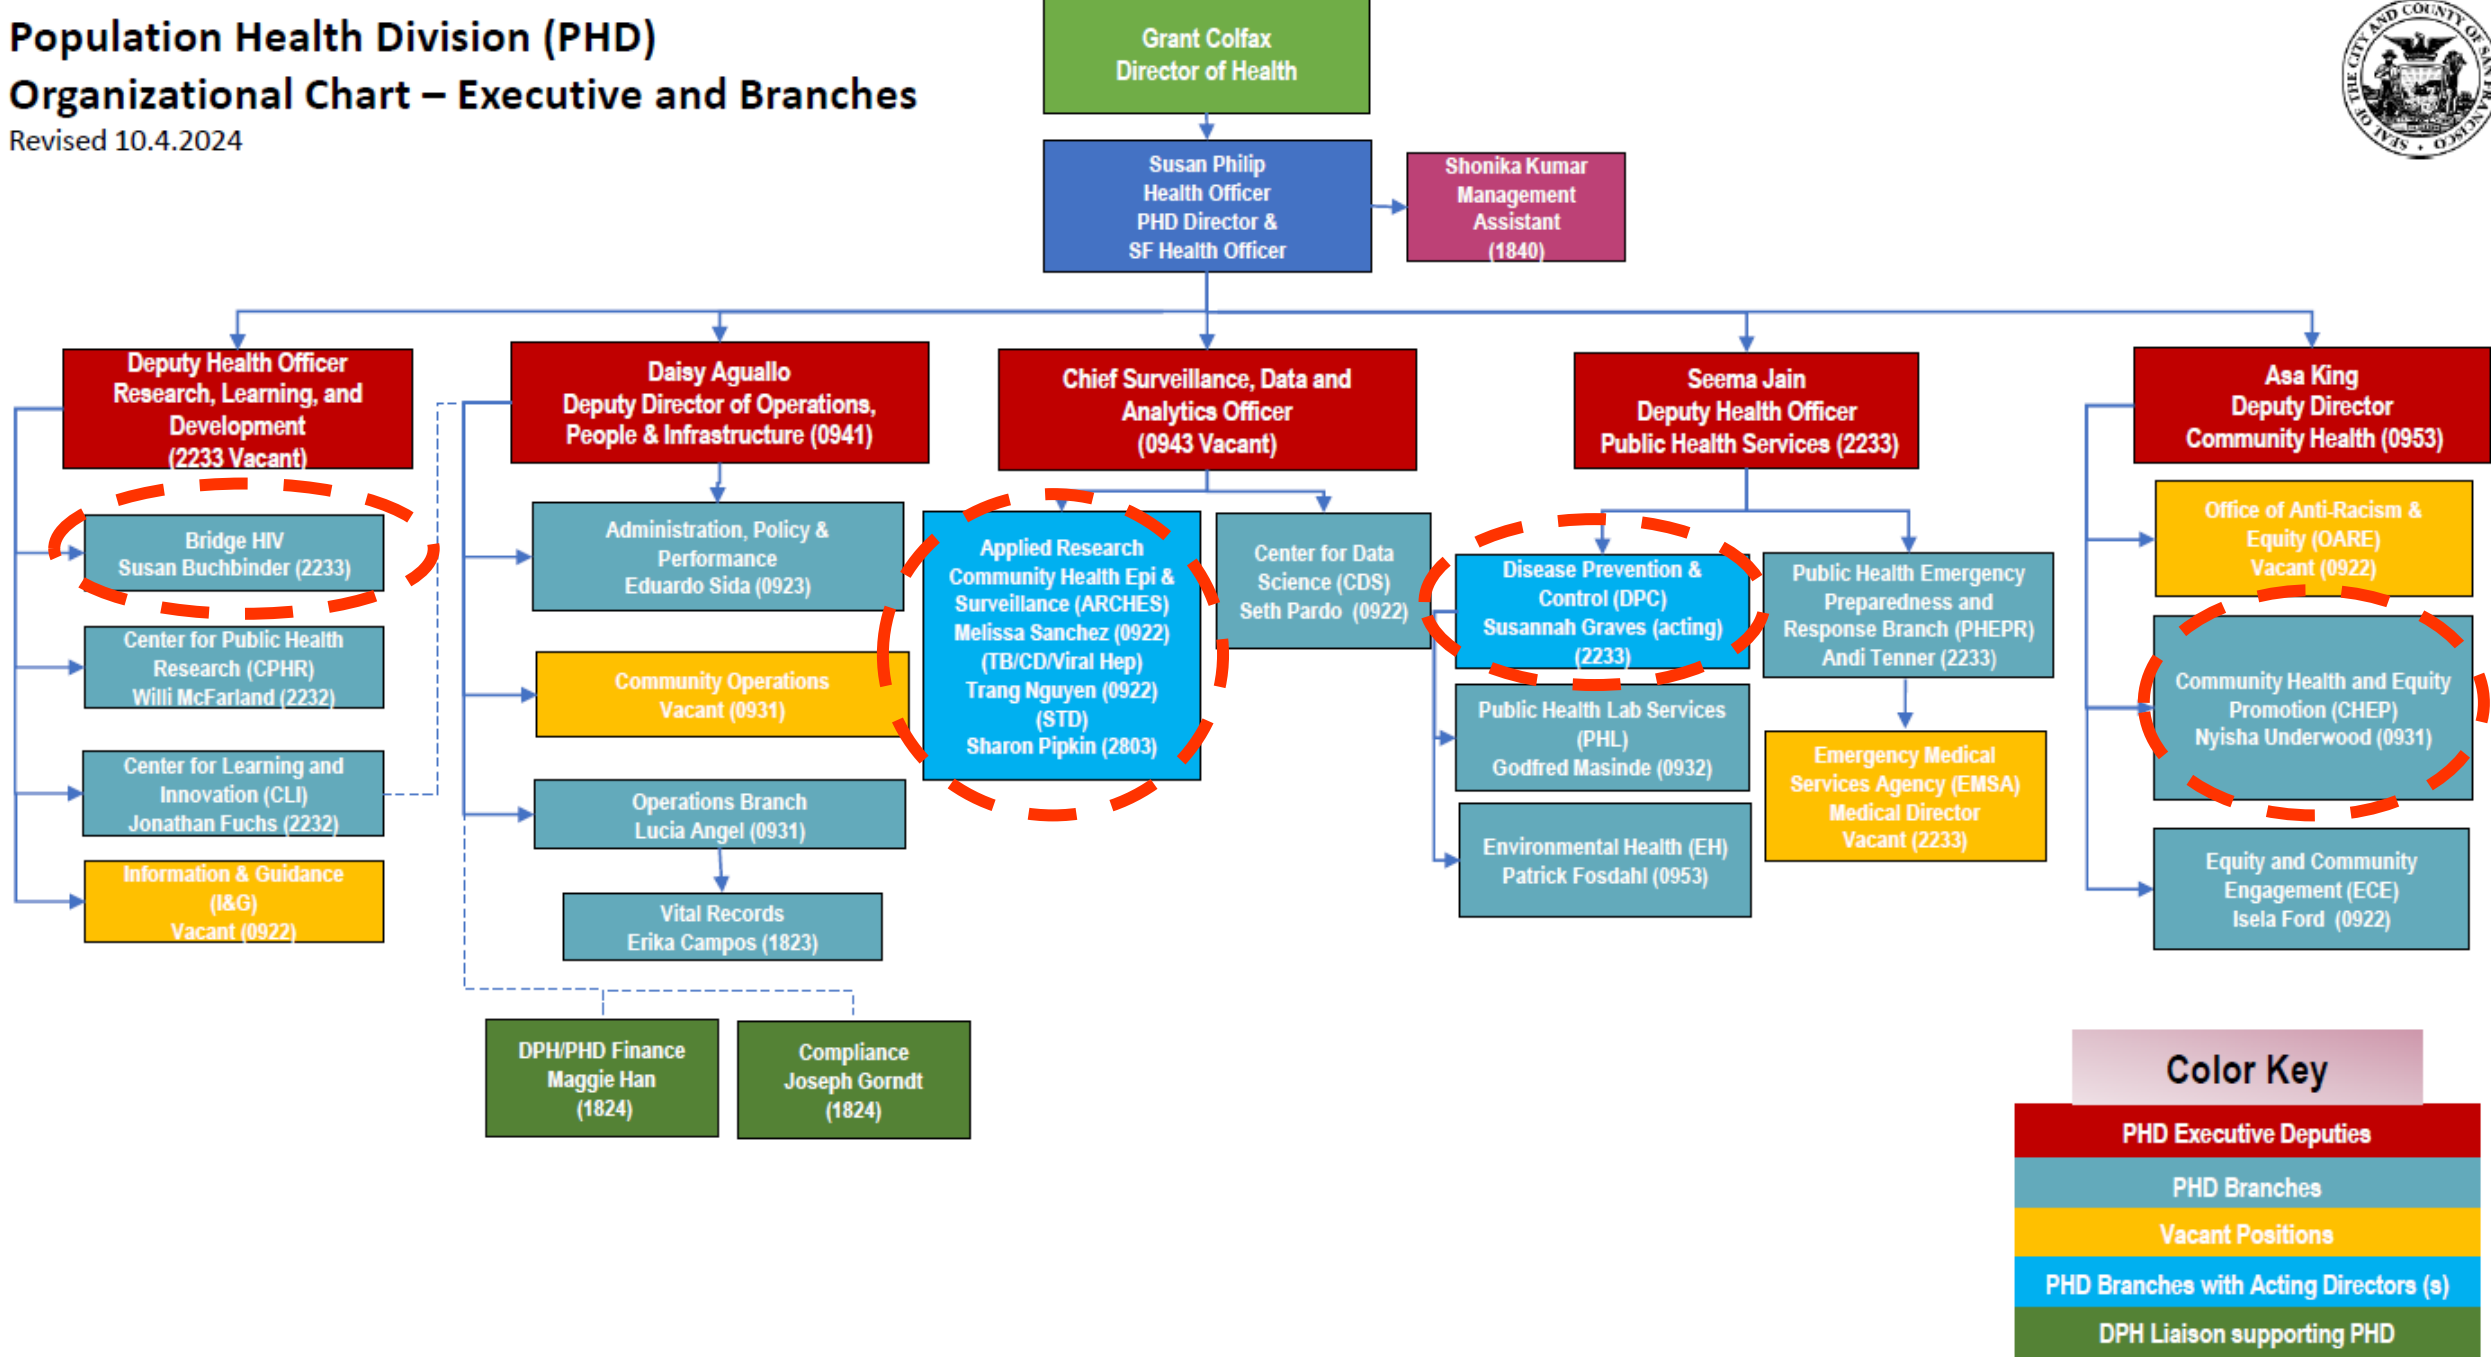 Population Health Division (PHD)
Organizational Chart – Executive and Branches
Revised 10.4.2024
Grant Colfax
Director of Health
SEAL OF THE CITY AND COUNTY OF SAN FRANCISCO
Susan Philip
Health Officer
PHD Director &
SF Health Officer
Shonika Kumar
Management
Assistant
(1840)
Deputy Health Officer
Research, Learning, and
Development
(2233 Vacant)
Bridge HIV
Susan Buchbinder (2233)
Center for Public Health
Research (CPHR)
Willi McFarland (2232)
Center for Learning and
Innovation (CLI)
Jonathan Fuchs (2232)
Information & Guidance
(I&G)
Vacant (0922)
Daisy Aguallo
Deputy Director of Operations,
People & Infrastructure (0941)
Administration, Policy &
Performance
Eduardo Sida (0923)
Community Operations
Vacant (0931)
Operations Branch
Lucia Angel (0931)
Vital Records
Erika Campos (1823)
DPH/PHD Finance
Maggie Han
(1824)
Compliance
Joseph Gorndt
(1824)
Chief Surveillance, Data and
Analytics Officer
(0943 Vacant)
Applied Research
Community Health Epi &
Surveillance (ARCHES)
Melissa Sanchez (0922)
(TB/CD/Viral Hep)
Trang Nguyen (0922)
(STD)
Sharon Pipkin (2803)
Center for Data
Science (CDS)
Seth Pardo (0922)
Seema Jain
Deputy Health Officer
Public Health Services (2233)
Disease Prevention &
Control (DPC)
Susannah Graves (acting)
(2233)
Public Health Lab Services
(PHL)
Godfred Masinde (0932)
Environmental Health (EH)
Patrick Fosdahl (0953)
Public Health Emergency
Preparedness and
Response Branch (PHEPR)
Andi Tenner (2233)
Emergency Medical
Services Agency (EMSA)
Medical Director
Vacant (2233)
Asa King
Deputy Director
Community Health (0953)
Office of Anti-Racism &
Equity (OARE)
Vacant (0922)
Community Health and Equity
Promotion (CHEP)
Nyisha Underwood (0931)
Equity and Community
Engagement (ECE)
Isela Ford (0922)
Color Key
PHD Executive Deputies
PHD Branches
Vacant Positions
PHD Branches with Acting Directors (s)
DPH Liaison supporting PHD